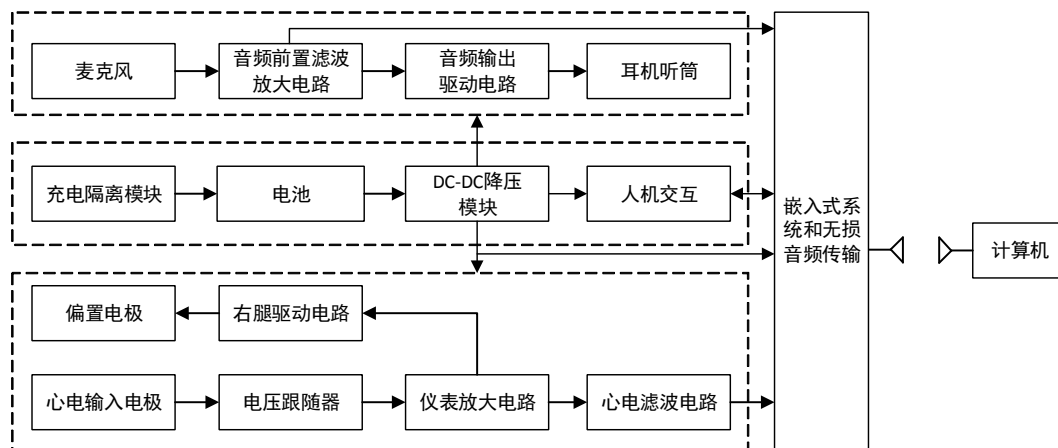 麦克风
音频前置滤波
放大电路
音频输出
驱动电路
耳机听筒
充电隔离模块
电池
DC-DC降压
模块
人机交互
嵌入式系
统和无损
音频传输
计算机
偏置电极
右腿驱动电路
心电输入电极
电压跟随器
仪表放大电路
心电滤波电路